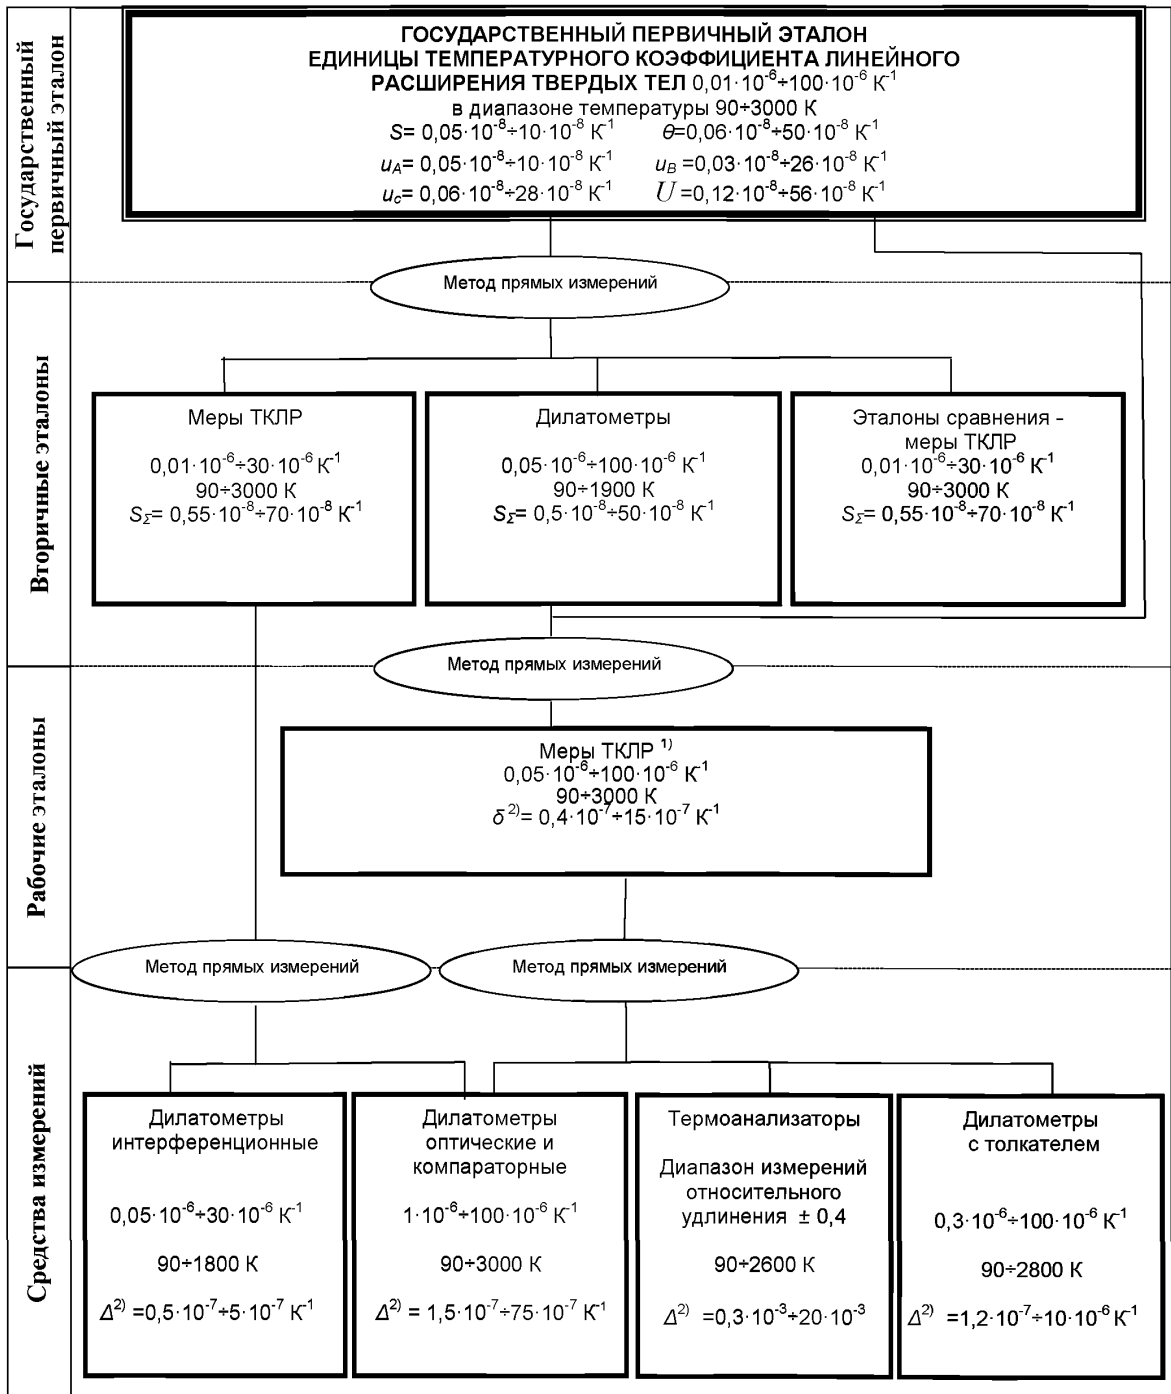 Государственный
первичный эталон
ГОСУДАРСТВЕННЫЙ ПЕРВИЧНЫЙ ЭТАЛОН
ЕДИНИЦЫ ТЕМПЕРАТУРНОГО КОЭФФИЦИЕНТА ЛИНЕЙНОГО
РАСШИРЕНИЯ ТВЕРДЫХ ТЕЛ 0,01·10⁻⁶÷100·10⁻⁶ К⁻¹
в диапазоне температуры 90÷3000 К
S= 0,05·10⁻⁸÷10·10⁻⁸ К⁻¹ θ=0,06·10⁻⁸÷50·10⁻⁸ К⁻¹
u_A= 0,05·10⁻⁸÷10·10⁻⁸ К⁻¹ u_B =0,03·10⁻⁸÷26·10⁻⁸ К⁻¹
u_c= 0,06·10⁻⁸÷28·10⁻⁸ К⁻¹ U =0,12·10⁻⁸÷56·10⁻⁸ К⁻¹
Метод прямых измерений
Вторичные эталоны
Меры ТКЛР
0,01·10⁻⁶÷30·10⁻⁶ К⁻¹
90÷3000 К
S_Σ= 0,55·10⁻⁸÷70·10⁻⁸ К⁻¹
Дилатометры
0,05·10⁻⁶÷100·10⁻⁶ К⁻¹
90÷1900 К
S_Σ= 0,5·10⁻⁸÷50·10⁻⁸ К⁻¹
Эталоны сравнения -
меры ТКЛР
0,01·10⁻⁶÷30·10⁻⁶ К⁻¹
90÷3000 К
S_Σ= 0,55·10⁻⁸÷70·10⁻⁸ К⁻¹
Метод прямых измерений
Рабочие эталоны
Меры ТКЛР ¹⁾
0,05·10⁻⁶÷100·10⁻⁶ К⁻¹
90÷3000 К
δ ²⁾= 0,4·10⁻⁷÷15·10⁻⁷ К⁻¹
Метод прямых измерений
Метод прямых измерений
Средства измерений
Дилатометры
интерференционные
0,05·10⁻⁶÷30·10⁻⁶ К⁻¹
90÷1800 К
Δ²⁾ =0,5·10⁻⁷÷5·10⁻⁷ К⁻¹
Дилатометры
оптические и
компараторные
1·10⁻⁶÷100·10⁻⁶ К⁻¹
90÷3000 К
Δ²⁾ = 1,5·10⁻⁷÷75·10⁻⁷ К⁻¹
Термоанализаторы
Диапазон измерений
относительного
удлинения ± 0,4
90÷2600 К
Δ²⁾ =0,3·10⁻³÷20·10⁻³
Дилатометры
с толкателем
0,3·10⁻⁶÷100·10⁻⁶ К⁻¹
90÷2800 К
Δ²⁾ =1,2·10⁻⁷÷10·10⁻⁶ К⁻¹